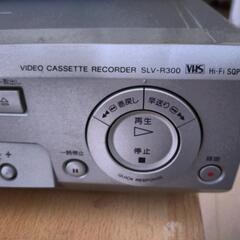 VIDEO CASSETTE RECORDER SLV-R300 VHS Hi-Fi SQP
巻戻し 早送り
再生
停止
一時停止
録画
QUICK RESPONSE